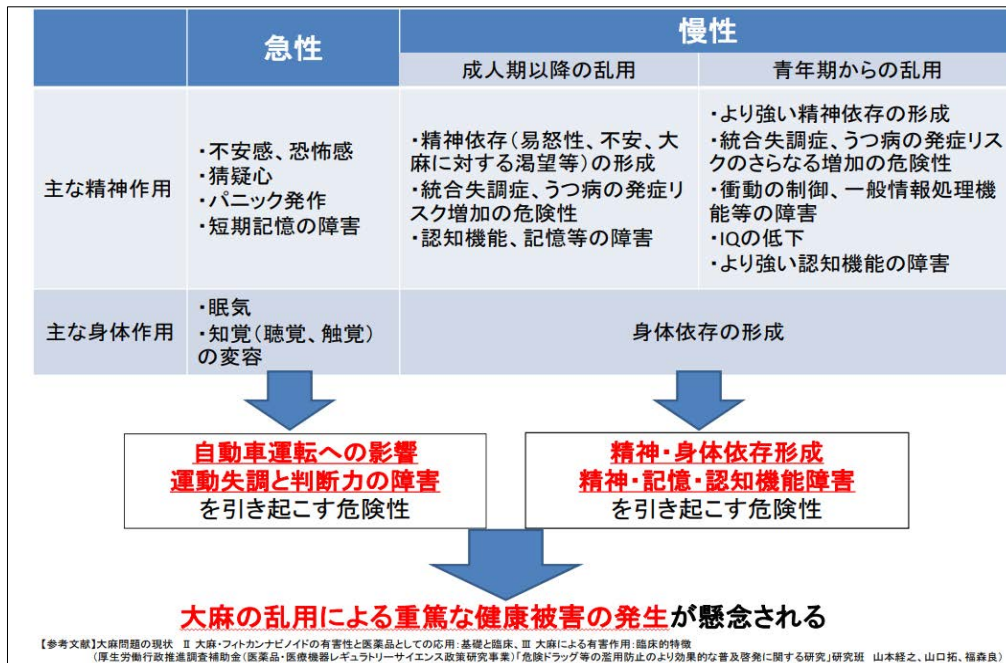 急性
慢性
成人期以降の乱用
青年期からの乱用
主な精神作用
・不安感、恐怖感
・猜疑心
・パニック発作
・短期記憶の障害
・精神依存(易怒性、不安、大
麻に対する渇望等)の形成
・統合失調症、うつ病の発症リ
スク増加の危険性
・認知機能、記憶等の障害
・より強い精神依存の形成
・統合失調症、うつ病の発症リス
クのさらなる増加の危険性
・衝動の制御、一般情報処理機
能等の障害
・IQの低下
・より強い認知機能の障害
主な身体作用
・眠気
・知覚(聴覚、触覚)
の変容
身体依存の形成
自動車運転への影響
運動失調と判断力の障害
を引き起こす危険性
精神・身体依存形成
精神・記憶・認知機能障害
を引き起こす危険性
大麻の乱用による重篤な健康被害の発生が懸念される
【参考文献】大麻問題の現状 Ⅱ 大麻・フィトカンナビノイドの有害性と医薬品としての応用:基礎と臨床、Ⅲ 大麻による有害作用:臨床的特徴
(厚生労働行政推進調査補助金(医薬品・医療機器レギュラトリーサイエンス政策研究事業)「危険ドラッグ等の濫用防止のより効果的な普及啓発に関する研究」研究班 山本経之、山口拓、福森良)